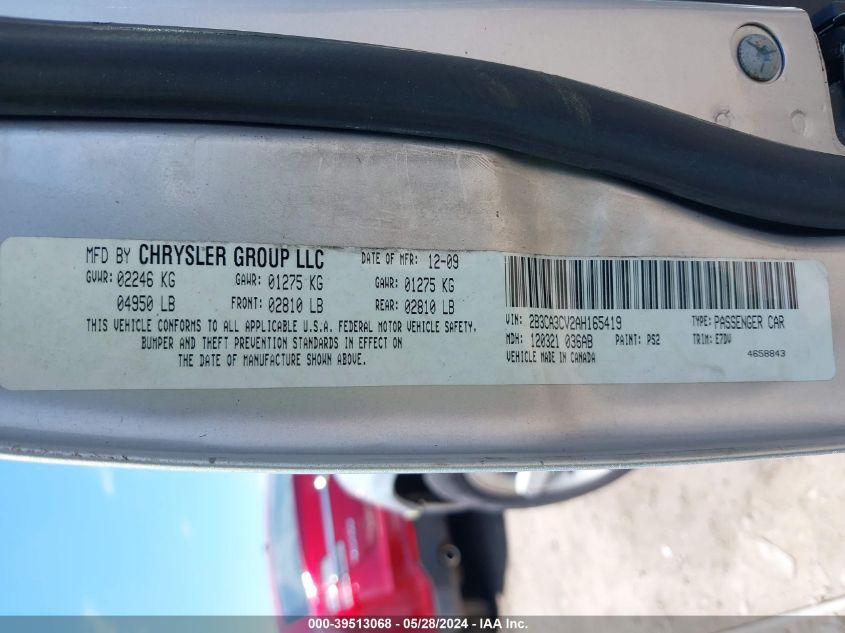 MFD BY CHRYSLER GROUP LLC DATE OF MFR: 12-09
GVWR: 02246 KG GAWR: 01275 KG GAWR: 01275 KG
04950 LB FRONT: 02810 LB REAR: 02810 LB
THIS VEHICLE CONFORMS TO ALL APPLICABLE U.S.A. FEDERAL MOTOR VEHICLE SAFETY,
BUMPER AND THEFT PREVENTION STANDARDS IN EFFECT ON
THE DATE OF MANUFACTURE SHOWN ABOVE.
VIN: 2B3CA3CV2AH165419 TYPE: PASSENGER CAR
MDH: 120321 036AB PAINT: PS2 TRIM: E7DV
VEHICLE MADE IN CANADA 4658843
000-39513068 - 05/28/2024 - IAA Inc.